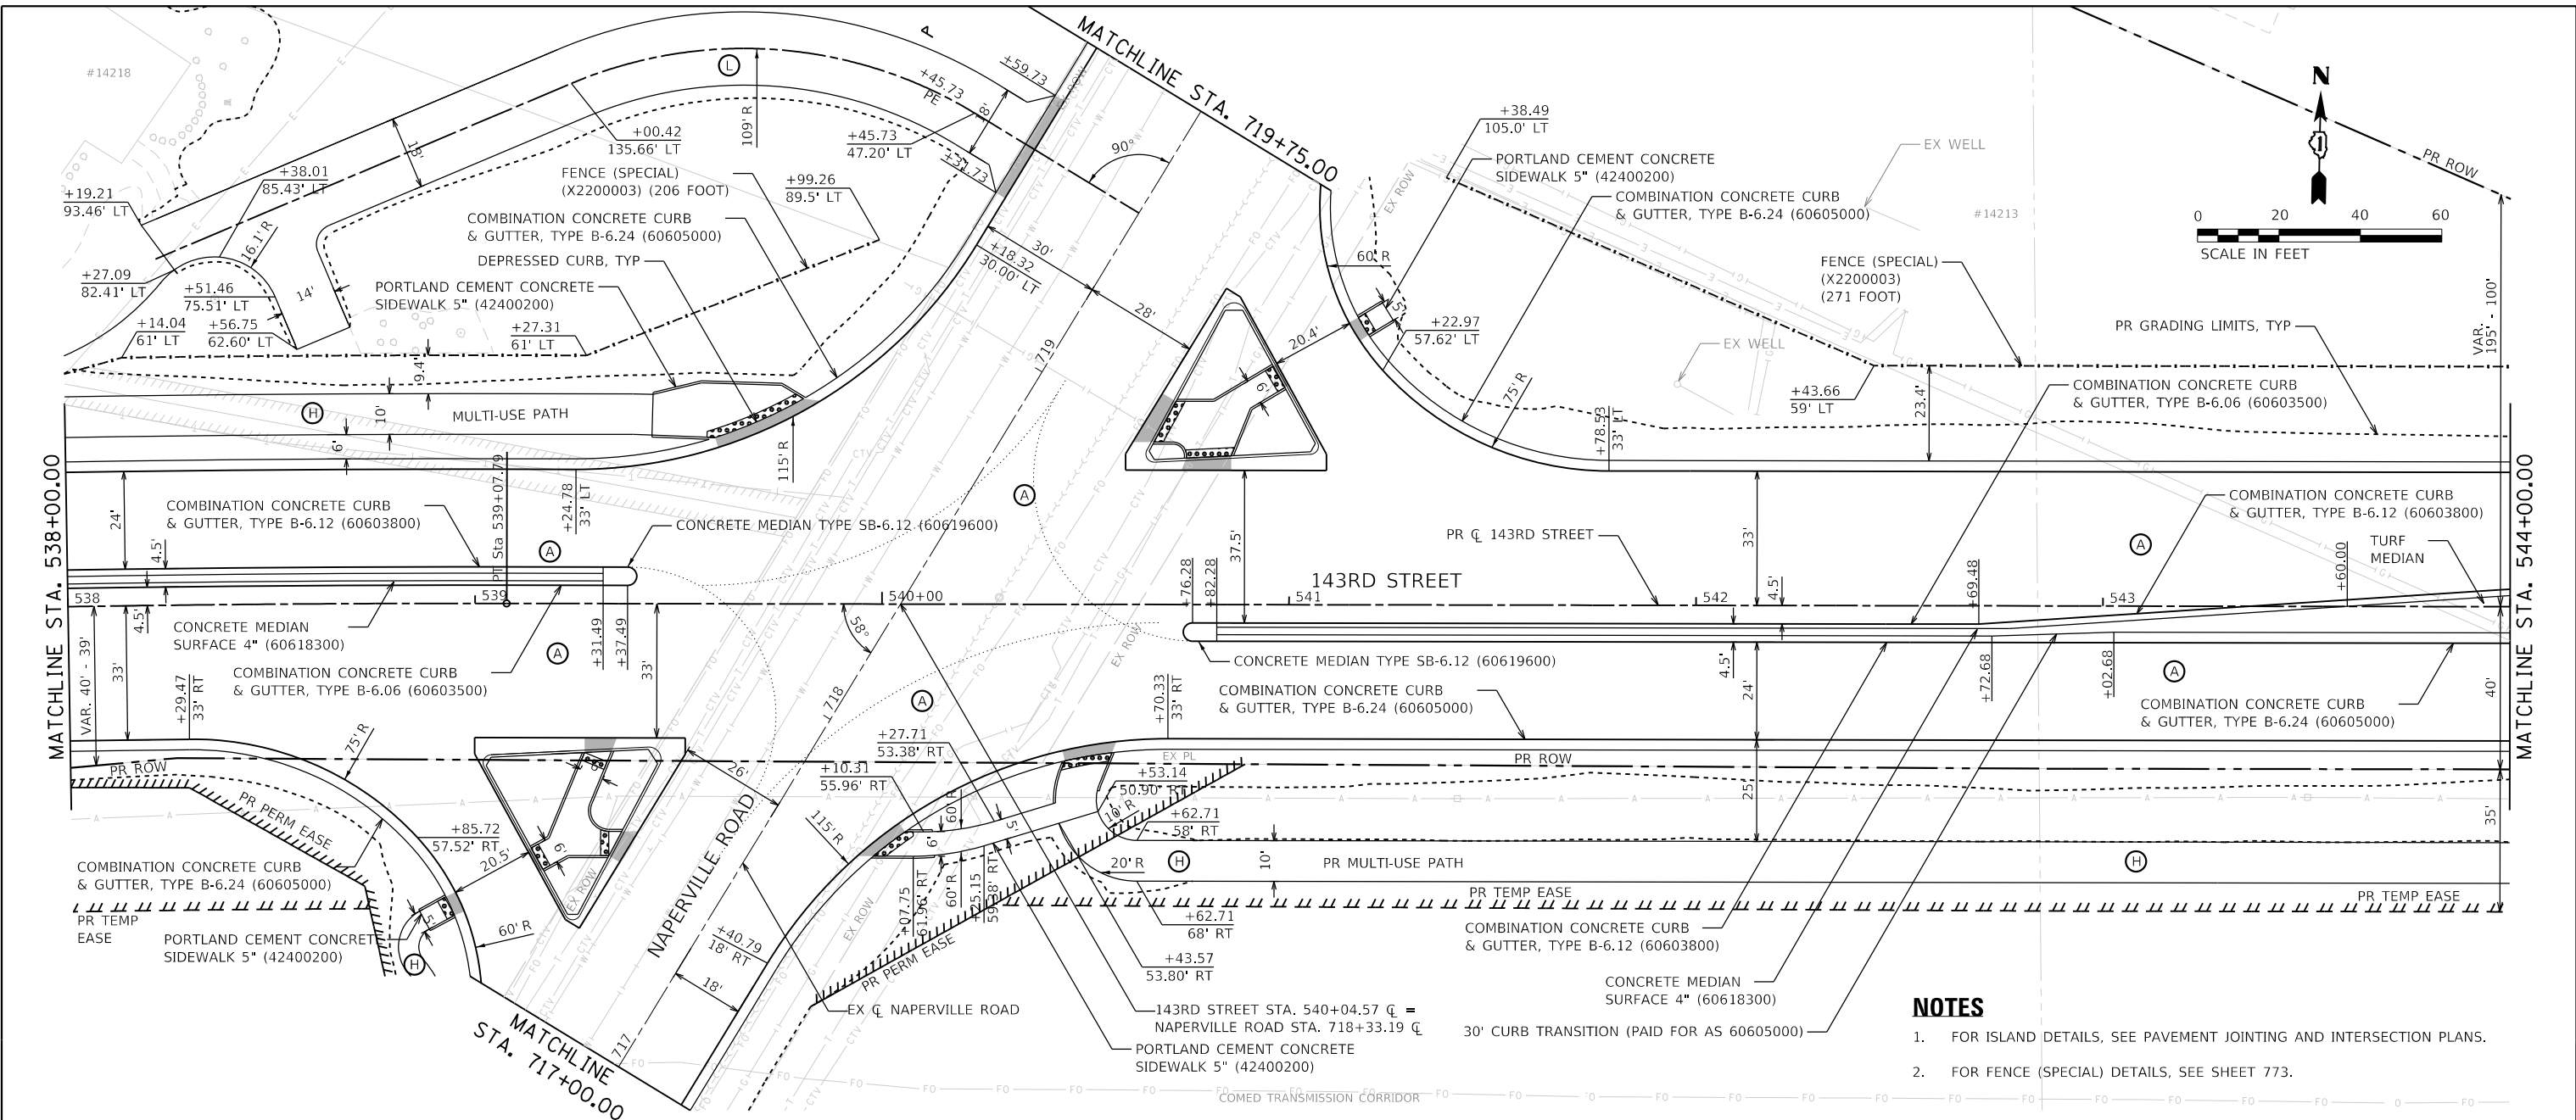 #14218
MATCHLINE STA. 719+75.00
N
1
0 20 40 60
SCALE IN FEET
PR ROW
EX WELL
#14213
VAR.
195' - 100'
L
109' R
18'
+45.73
PE
+59.73
18'
EX ROW
+00.42
135.66' LT
+45.73
47.20' LT
+31.73
90°
+38.49
105.0' LT
PORTLAND CEMENT CONCRETE
SIDEWALK 5" (42400200)
COMBINATION CONCRETE CURB
& GUTTER, TYPE B-6.24 (60605000)
EX ROW
+38.01
85.43' LT
+19.21
93.46' LT
16.1' R
FENCE (SPECIAL)
(X2200003) (206 FOOT)
+99.26
89.5' LT
COMBINATION CONCRETE CURB
& GUTTER, TYPE B-6.24 (60605000)
DEPRESSED CURB, TYP
PORTLAND CEMENT CONCRETE
SIDEWALK 5" (42400200)
+27.09
82.41' LT
+51.46
75.51' LT
14'
+14.04
61' LT
+56.75
62.60' LT
+27.31
61' LT
30'
+18.32
30.00' LT
28'
719
60' R
5'
20.4'
+22.97
57.62' LT
6'
75' R
FENCE (SPECIAL)
(X2200003)
(271 FOOT)
EX WELL
PR GRADING LIMITS, TYP
+43.66
59' LT
23.4'
COMBINATION CONCRETE CURB
& GUTTER, TYPE B-6.06 (60603500)
+78.53
33' LT
9.4'
10'
H
MULTI-USE PATH
6'
115' R
MATCHLINE STA. 538+00.00
24'
COMBINATION CONCRETE CURB
& GUTTER, TYPE B-6.12 (60603800)
PT Sta 539+07.79
+24.78
33' LT
CONCRETE MEDIAN TYPE SB-6.12 (60619600)
A
A
4.5'
37.5'
PR ℄ 143RD STREET
33'
COMBINATION CONCRETE CURB
& GUTTER, TYPE B-6.12 (60603800)
A
TURF
MEDIAN
+60.00
MATCHLINE STA. 544+00.00
538
539
540+00
541
542
543
143RD STREET
+76.28
+82.28
4.5'
+69.48
4.5'
CONCRETE MEDIAN
SURFACE 4" (60618300)
COMBINATION CONCRETE CURB
& GUTTER, TYPE B-6.06 (60603500)
A
+31.49
+37.49
33'
58°
VAR. 40' - 39'
33'
+29.47
33' RT
718
A
CONCRETE MEDIAN TYPE SB-6.12 (60619600)
COMBINATION CONCRETE CURB
& GUTTER, TYPE B-6.24 (60605000)
+70.33
33' RT
EX ROW
4.5'
24'
+72.68
+02.68
A
COMBINATION CONCRETE CURB
& GUTTER, TYPE B-6.24 (60605000)
40'
PR ROW
75' R
PR PERM EASE
6'
26'
+27.71
53.38' RT
+10.31
55.96' RT
EX PL
PR ROW
+53.14
50.90' RT
10' R
+62.71
58' RT
25'
35'
+85.72
57.52' RT
20.5'
6'
NAPERVILLE ROAD
115' R
60' R
6'
5'
COMBINATION CONCRETE CURB
& GUTTER, TYPE B-6.24 (60605000)
PR TEMP
EASE
PORTLAND CEMENT CONCRETE
SIDEWALK 5" (42400200)
5'
H
60' R
EX ROW
20' R
H
10'
PR MULTI-USE PATH
H
PR TEMP EASE
PR TEMP EASE
+07.75
61.96' RT
60' R
+25.15
59.38' RT
+62.71
68' RT
+43.57
53.80' RT
+40.79
18' RT
18'
EX ROW
PR PERM EASE
EX ℄ NAPERVILLE ROAD
143RD STREET STA. 540+04.57 ℄ =
NAPERVILLE ROAD STA. 718+33.19 ℄
PORTLAND CEMENT CONCRETE
SIDEWALK 5" (42400200)
COMBINATION CONCRETE CURB
& GUTTER, TYPE B-6.12 (60603800)
CONCRETE MEDIAN
SURFACE 4" (60618300)
30' CURB TRANSITION (PAID FOR AS 60605000)
717
MATCHLINE
STA. 717+00.00
COMED TRANSMISSION CORRIDOR
NOTES
1. FOR ISLAND DETAILS, SEE PAVEMENT JOINTING AND INTERSECTION PLANS.
2. FOR FENCE (SPECIAL) DETAILS, SEE SHEET 773.